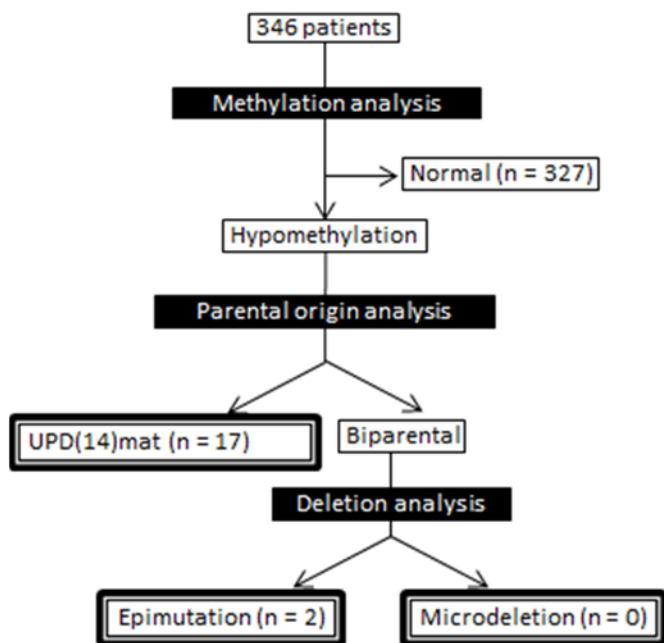 346 patients
Methylation analysis
Normal (n = 327)
Hypomethylation
Parental origin analysis
UPD(14)mat (n = 17)
Biparental
Deletion analysis
Epimutation (n = 2)
Microdeletion (n = 0)